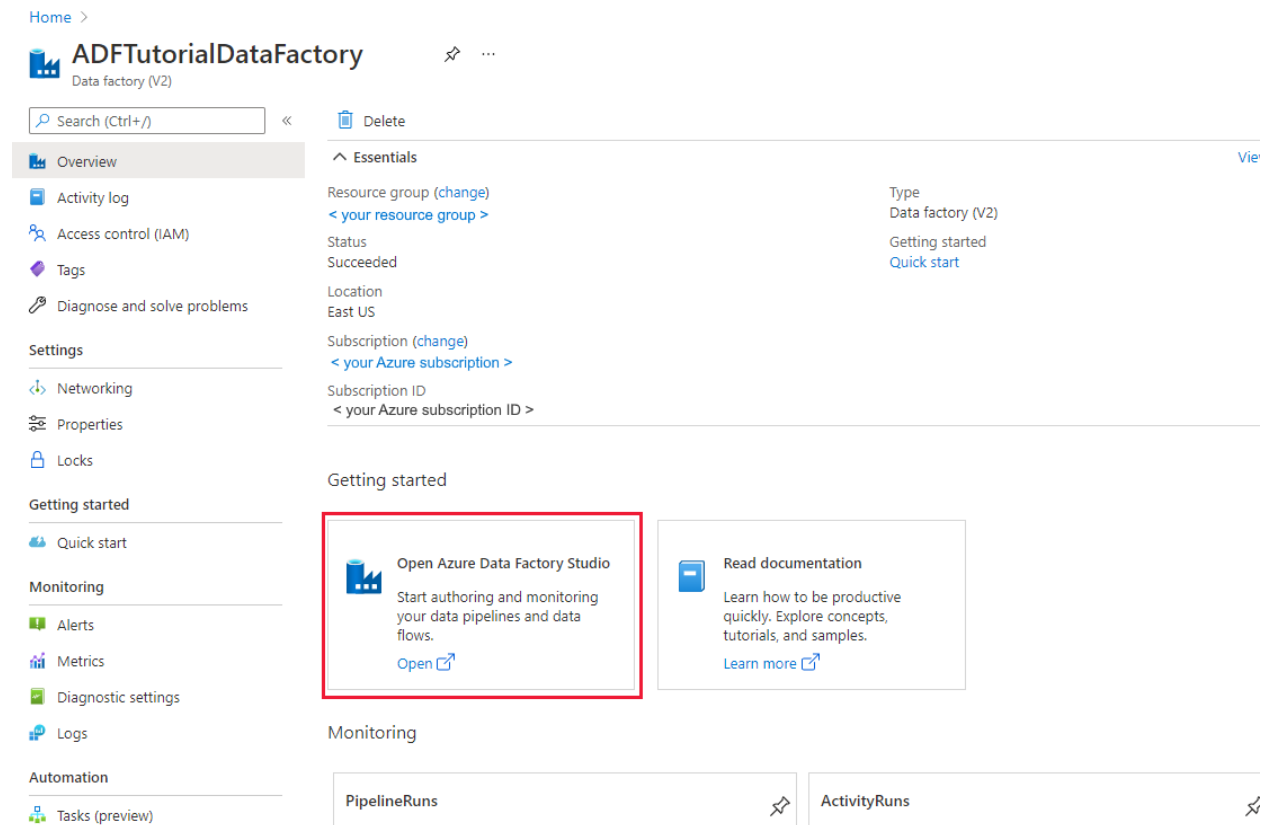 Home >
ADFTutorialDataFactory
Data factory (V2)
Search (Ctrl+/)
Overview
Activity log
Access control (IAM)
Tags
Diagnose and solve problems
Settings
Networking
Properties
Locks
Getting started
Quick start
Monitoring
Alerts
Metrics
Diagnostic settings
Logs
Automation
Tasks (preview)
Delete
Essentials
Resource group (change)
< your resource group >
Status
Succeeded
Location
East US
Subscription (change)
< your Azure subscription >
Subscription ID
< your Azure subscription ID >
Type
Data factory (V2)
Getting started
Quick start
Getting started
Open Azure Data Factory Studio
Start authoring and monitoring
your data pipelines and data
flows.
Open
Read documentation
Learn how to be productive
quickly. Explore concepts,
tutorials, and samples.
Learn more
Monitoring
PipelineRuns
ActivityRuns